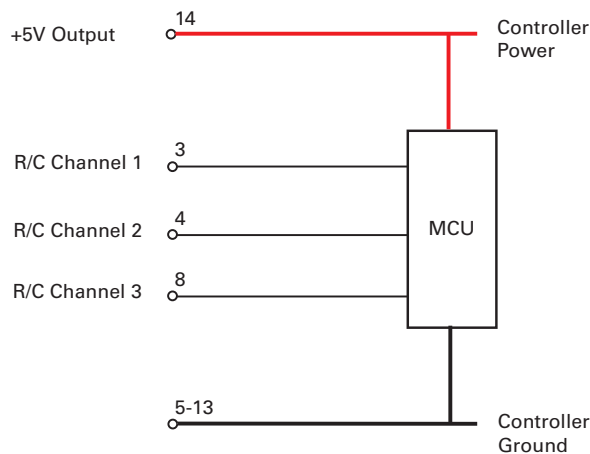 14
+5V Output
Controller
Power
3
R/C Channel 1
4
R/C Channel 2
MCU
8
R/C Channel 3
5-13
Controller
Ground